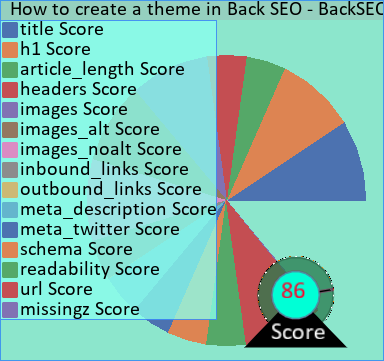 How to create a theme in Back SEO - BackSEO
title Score
h1 Score
article_length Score
headers Score
images Score
images_alt Score
images_noalt Score
inbound_links Score
outbound_links Score
meta_description Score
meta_twitter Score
schema Score
readability Score
url Score
missingz Score
86
Score